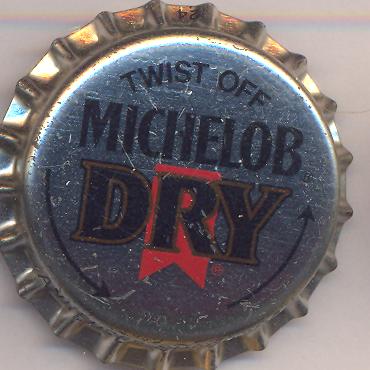 TWIST OFF
MICHELOB
DRY
®